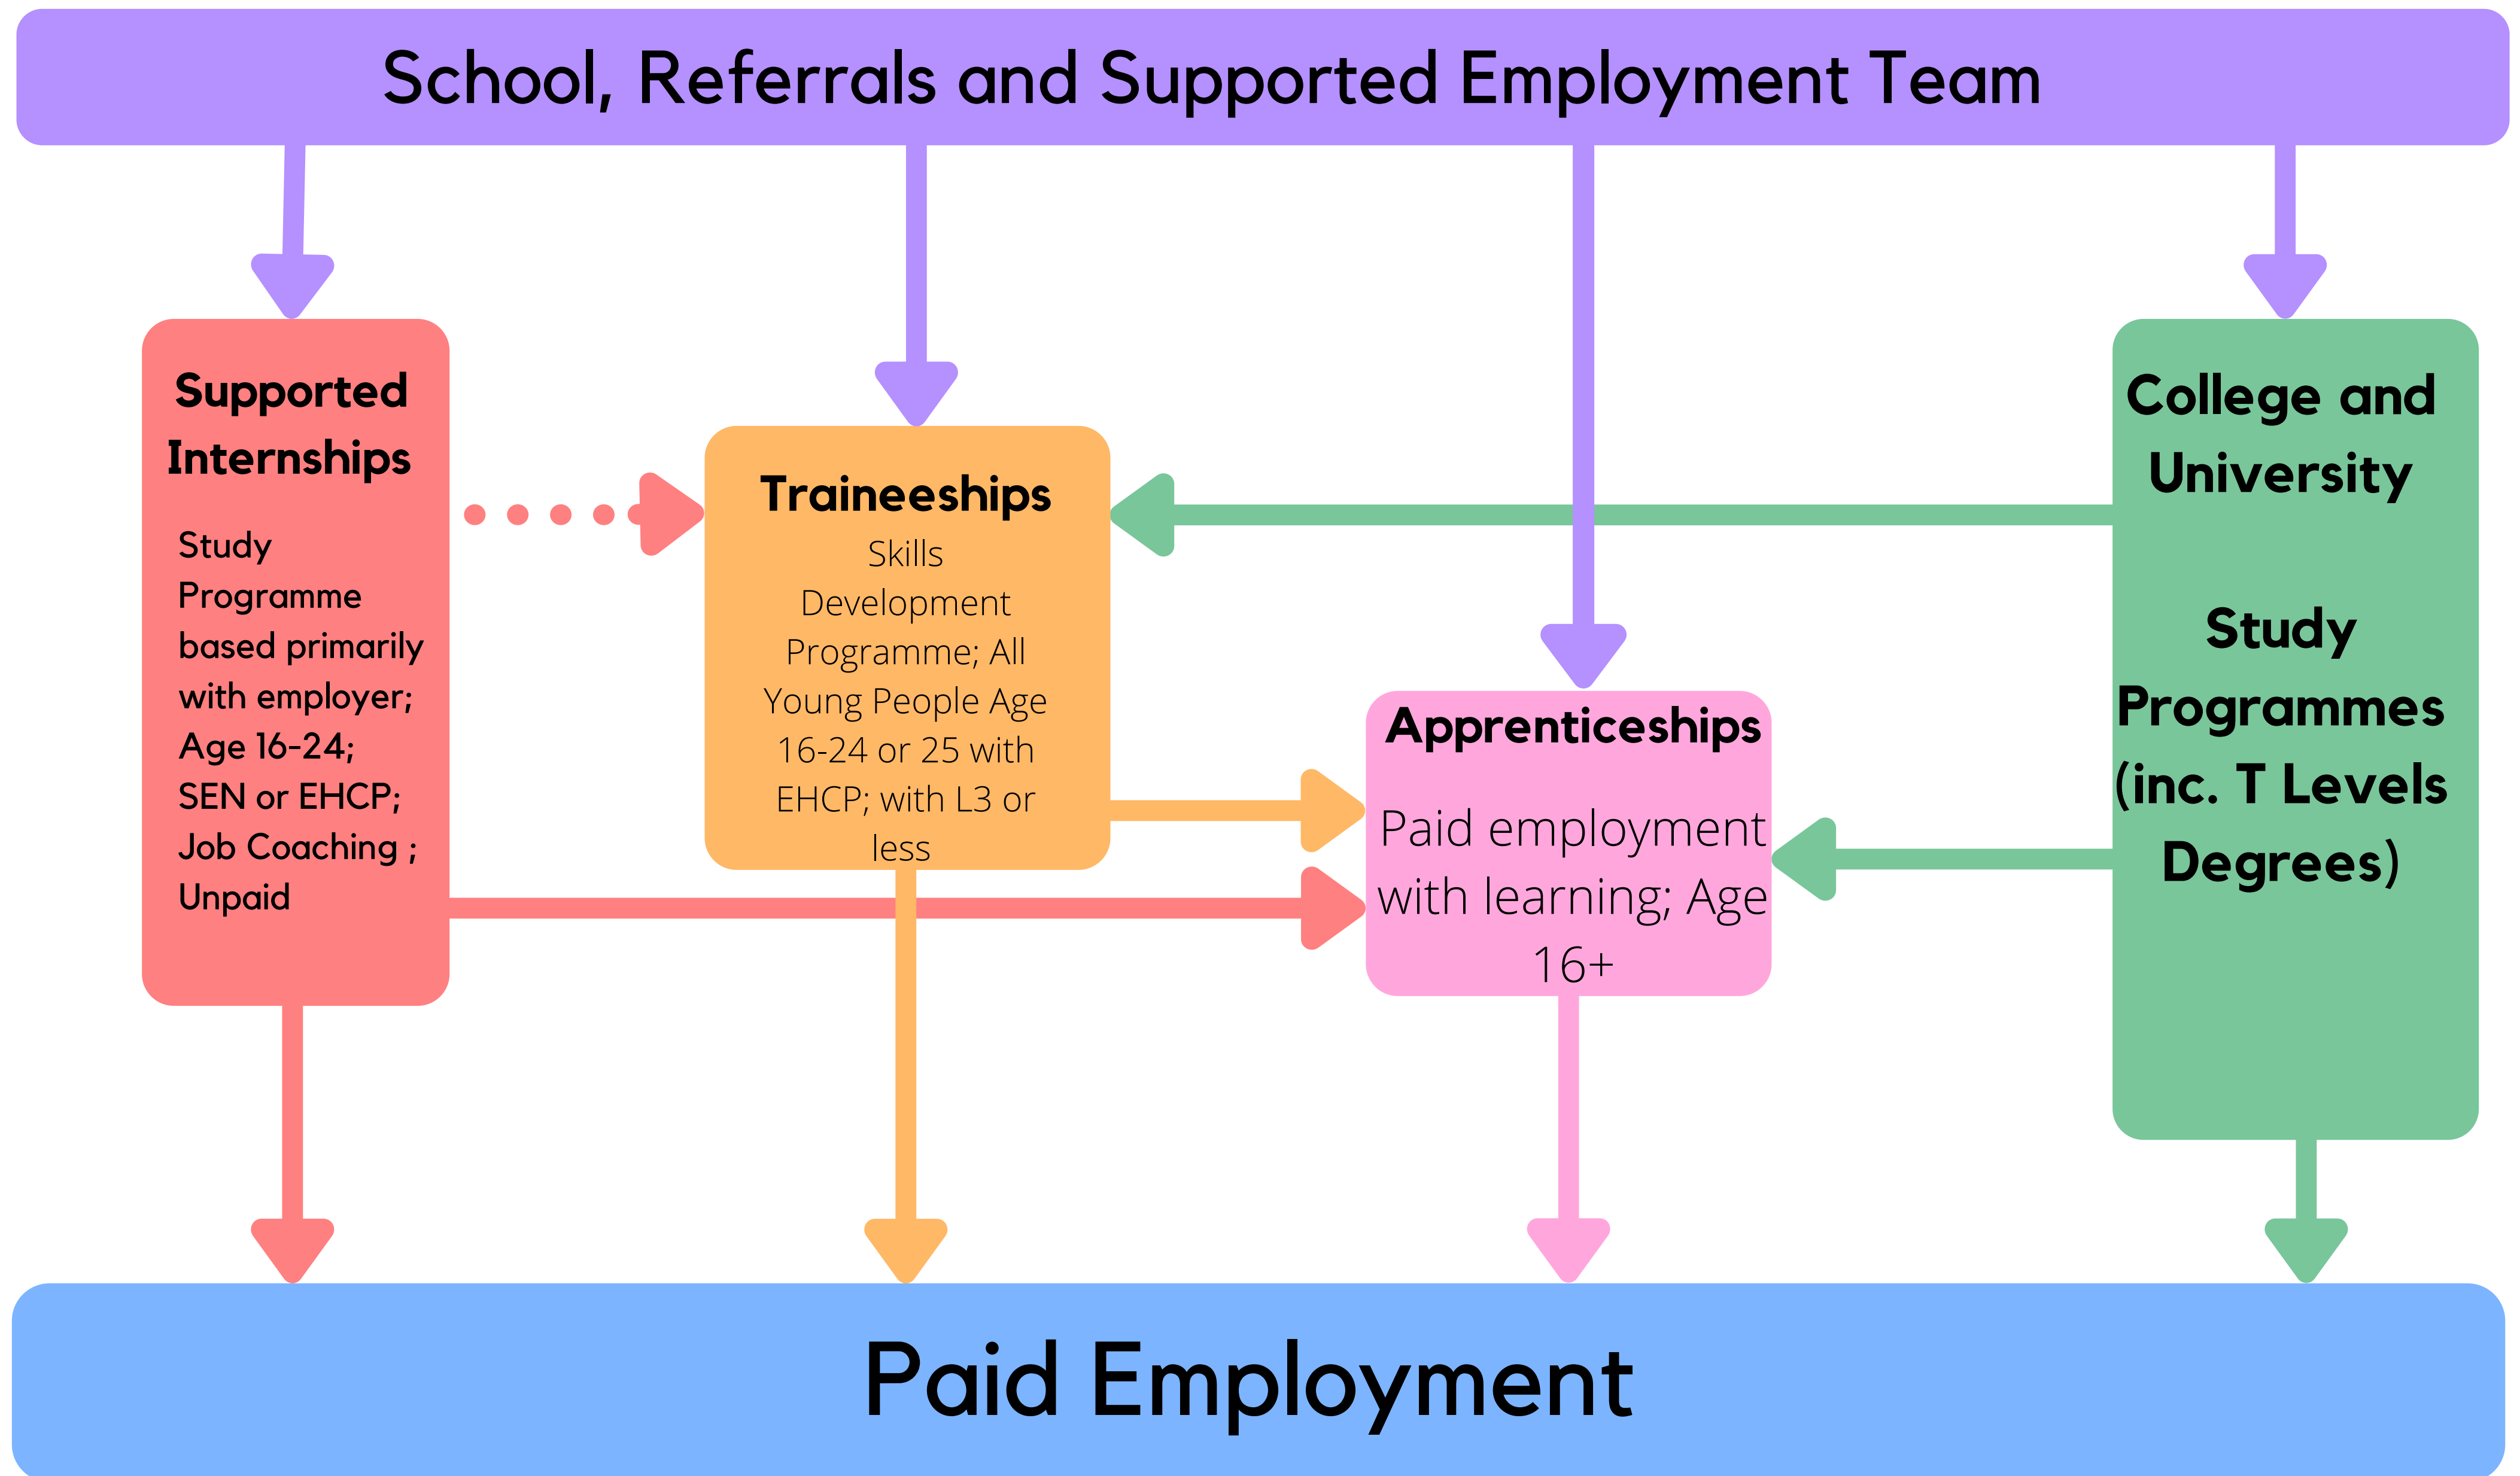 School, Referrals and Supported Employment Team
Supported
Internships
Study
Programme
based primarily
with employer;
Age 16-24;
SEN or EHCP;
Job Coaching ;
Unpaid
Traineeships
Skills
Development
Programme; All
Young People Age
16-24 or 25 with
EHCP; with L3 or
less
Apprenticeships
Paid employment
with learning; Age
16+
College and
University
Study
Programmes
(inc. T Levels
Degrees)
Paid Employment